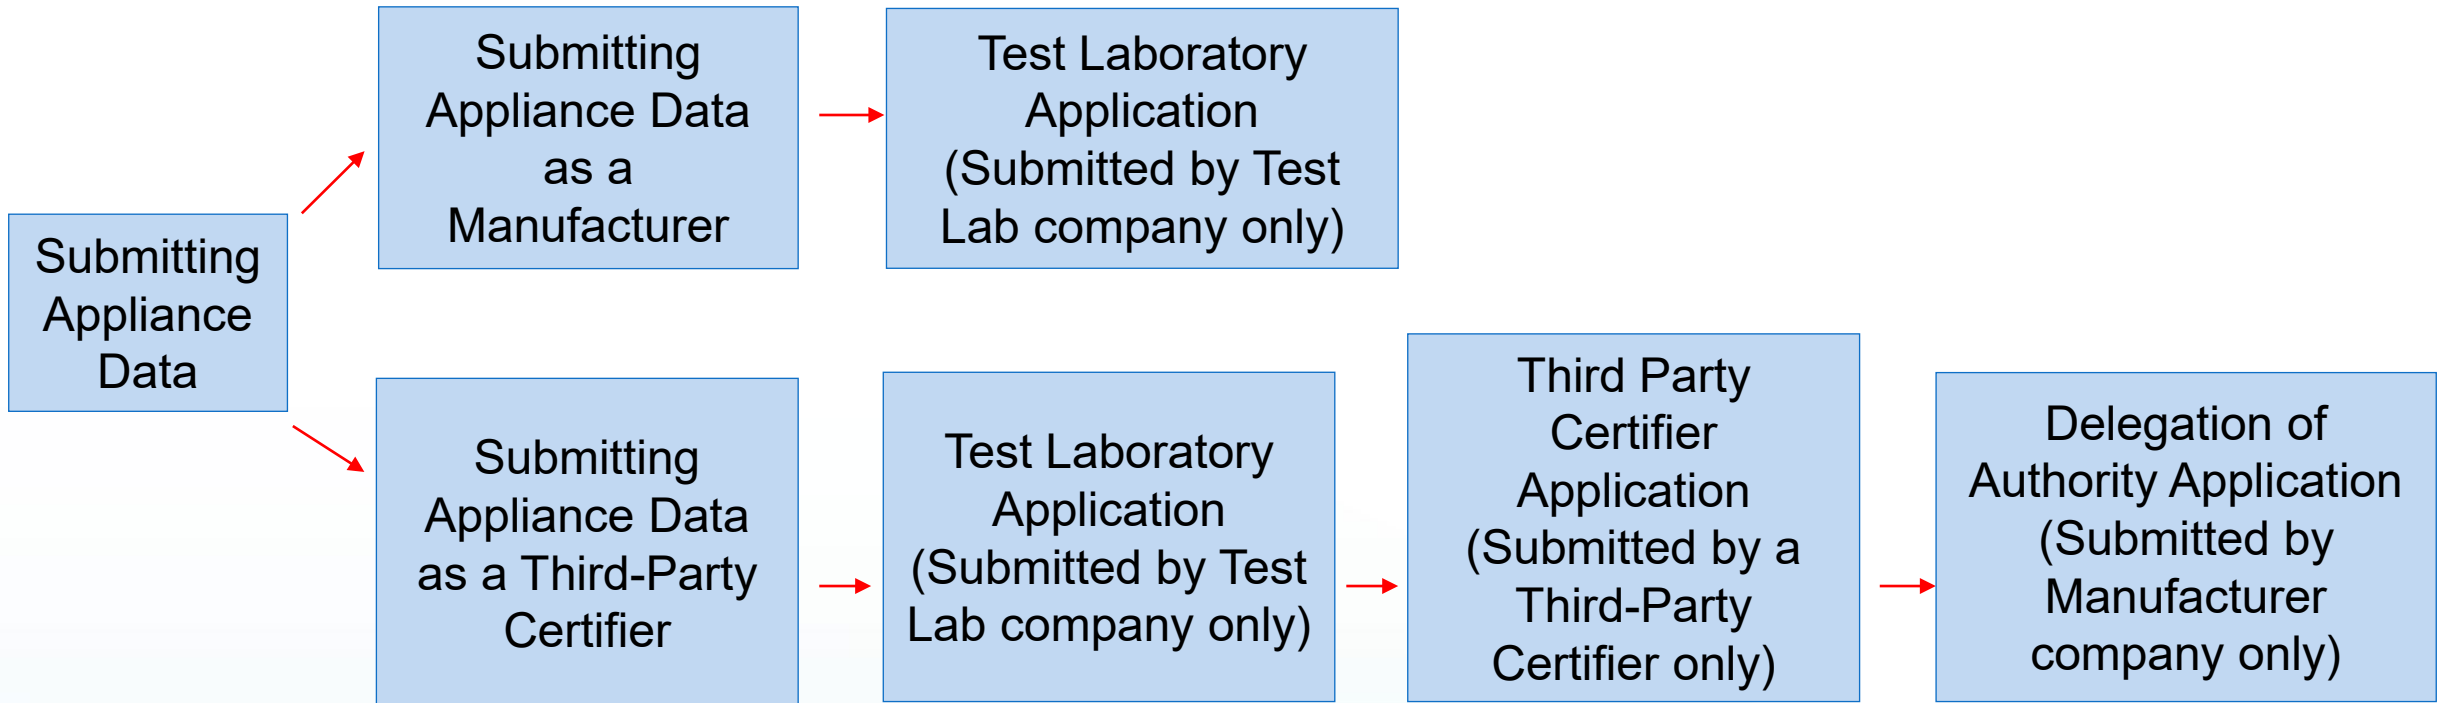 Submitting
Appliance
Data
Submitting
Appliance Data
as a
Manufacturer
Test Laboratory
Application
(Submitted by Test
Lab company only)
Submitting
Appliance Data
as a Third-Party
Certifier
Test Laboratory
Application
(Submitted by Test
Lab company only)
Third Party
Certifier
Application
(Submitted by a
Third-Party
Certifier only)
Delegation of
Authority Application
(Submitted by
Manufacturer
company only)